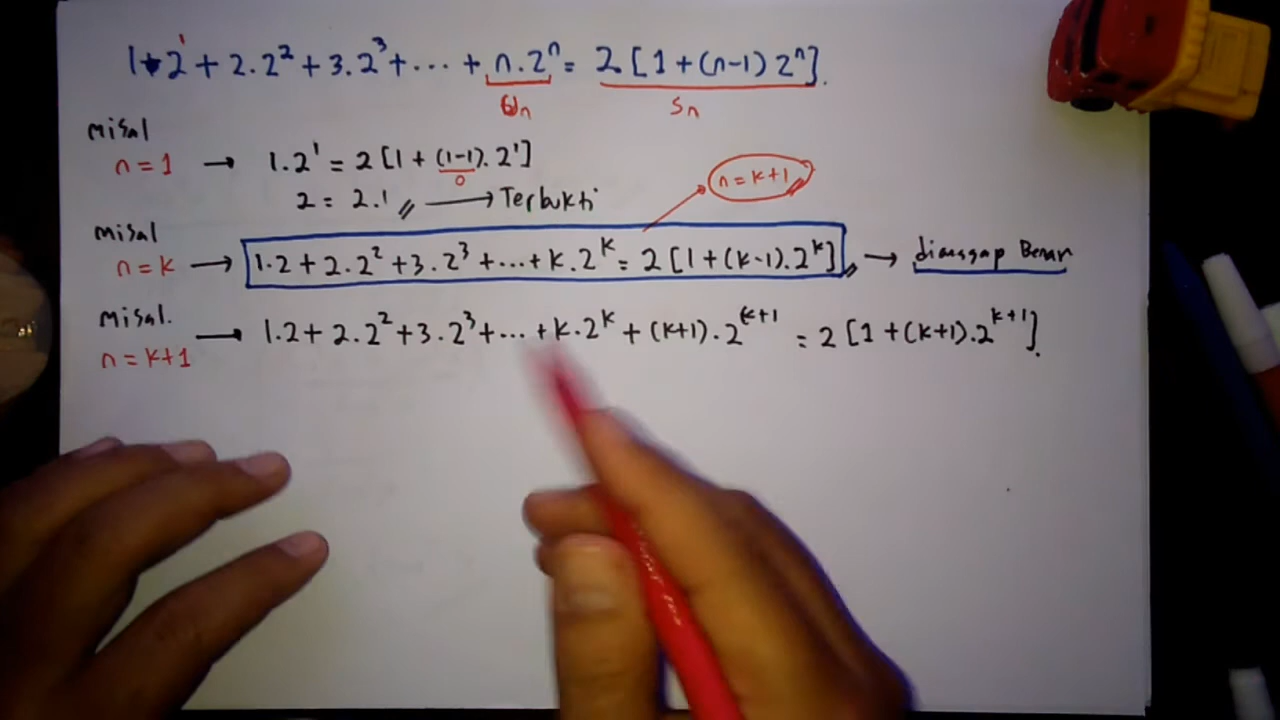 1.2¹ + 2.2² + 3.2³ + ... + n.2ⁿ = 2 [1 + (n-1) 2ⁿ].
Un Sn
misal
n = 1 → 1.2¹ = 2 [1 + (1-1).2¹]
0
2 = 2.1 // → Terbukti
n = k+1
misal
n = k → 1.2 + 2.2² + 3.2³ + ... + k.2ᵏ = 2 [1 + (k-1).2ᵏ] // → dianggap Benar
misal.
n = k+1 → 1.2 + 2.2² + 3.2³ + ... + k.2ᵏ + (k+1).2ᵏ⁺¹ = 2 [1 + (k+1).2ᵏ⁺¹].